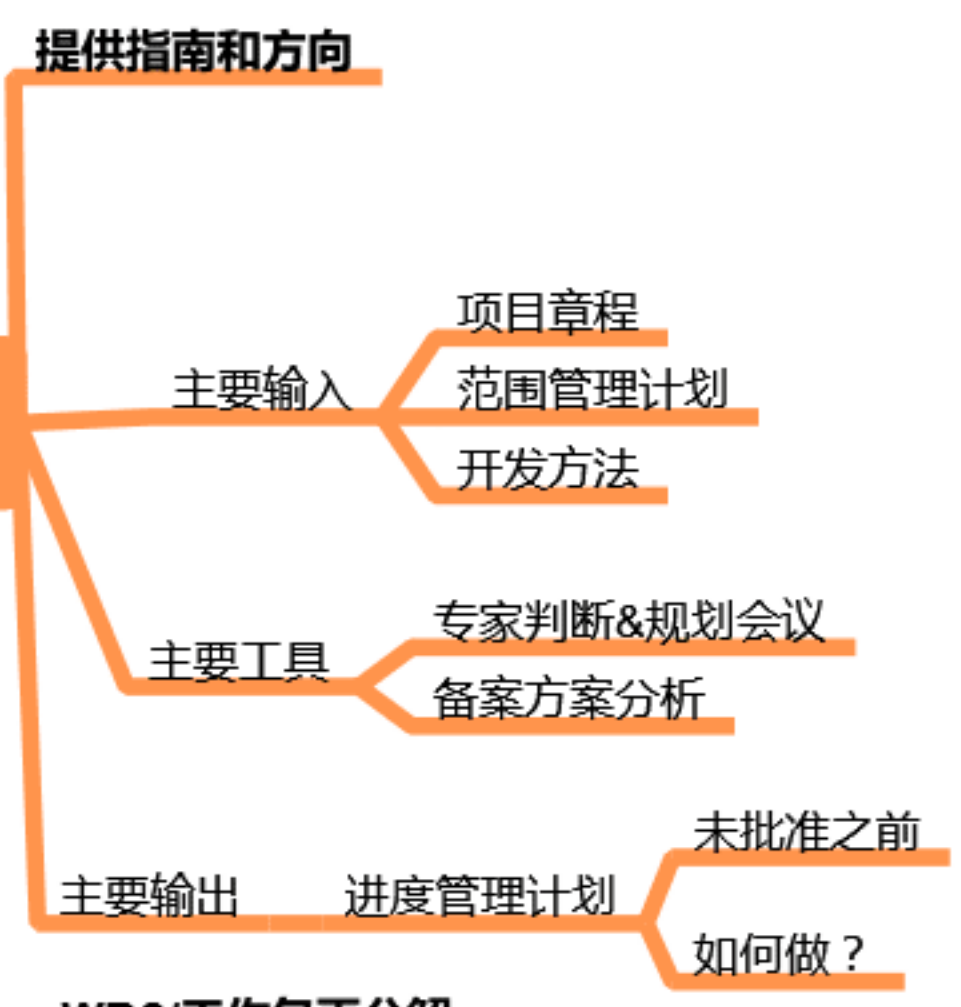 提供指南和方向
项目章程
主要输入
范围管理计划
开发方法
专家判断&规划会议
主要工具
备案方案分析
未批准之前
主要输出
进度管理计划
如何做？